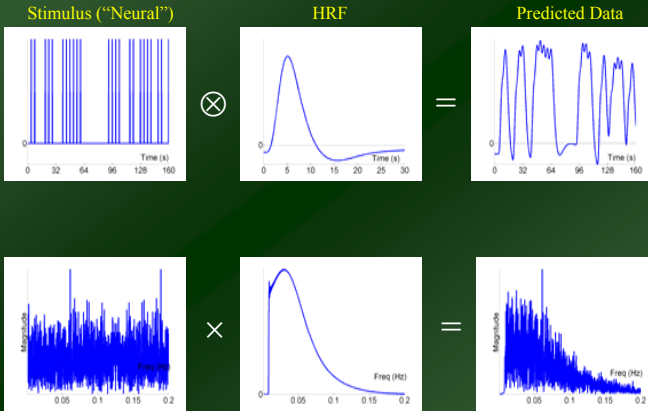 Stimulus (“Neural”) HRF Predicted Data
0 0 0
Time (s) Time (s) Time (s)
0 32 64 96 128 160 0 5 10 15 20 25 30 0 32 64 96 128 160
⊗ =
Magnitude Magnitude
Freq (Hz) Freq (Hz) Freq (Hz)
0
0.05 0.1 0.15 0.2 0.05 0.1 0.15 0.2 0.05 0.1 0.15 0.2
× =